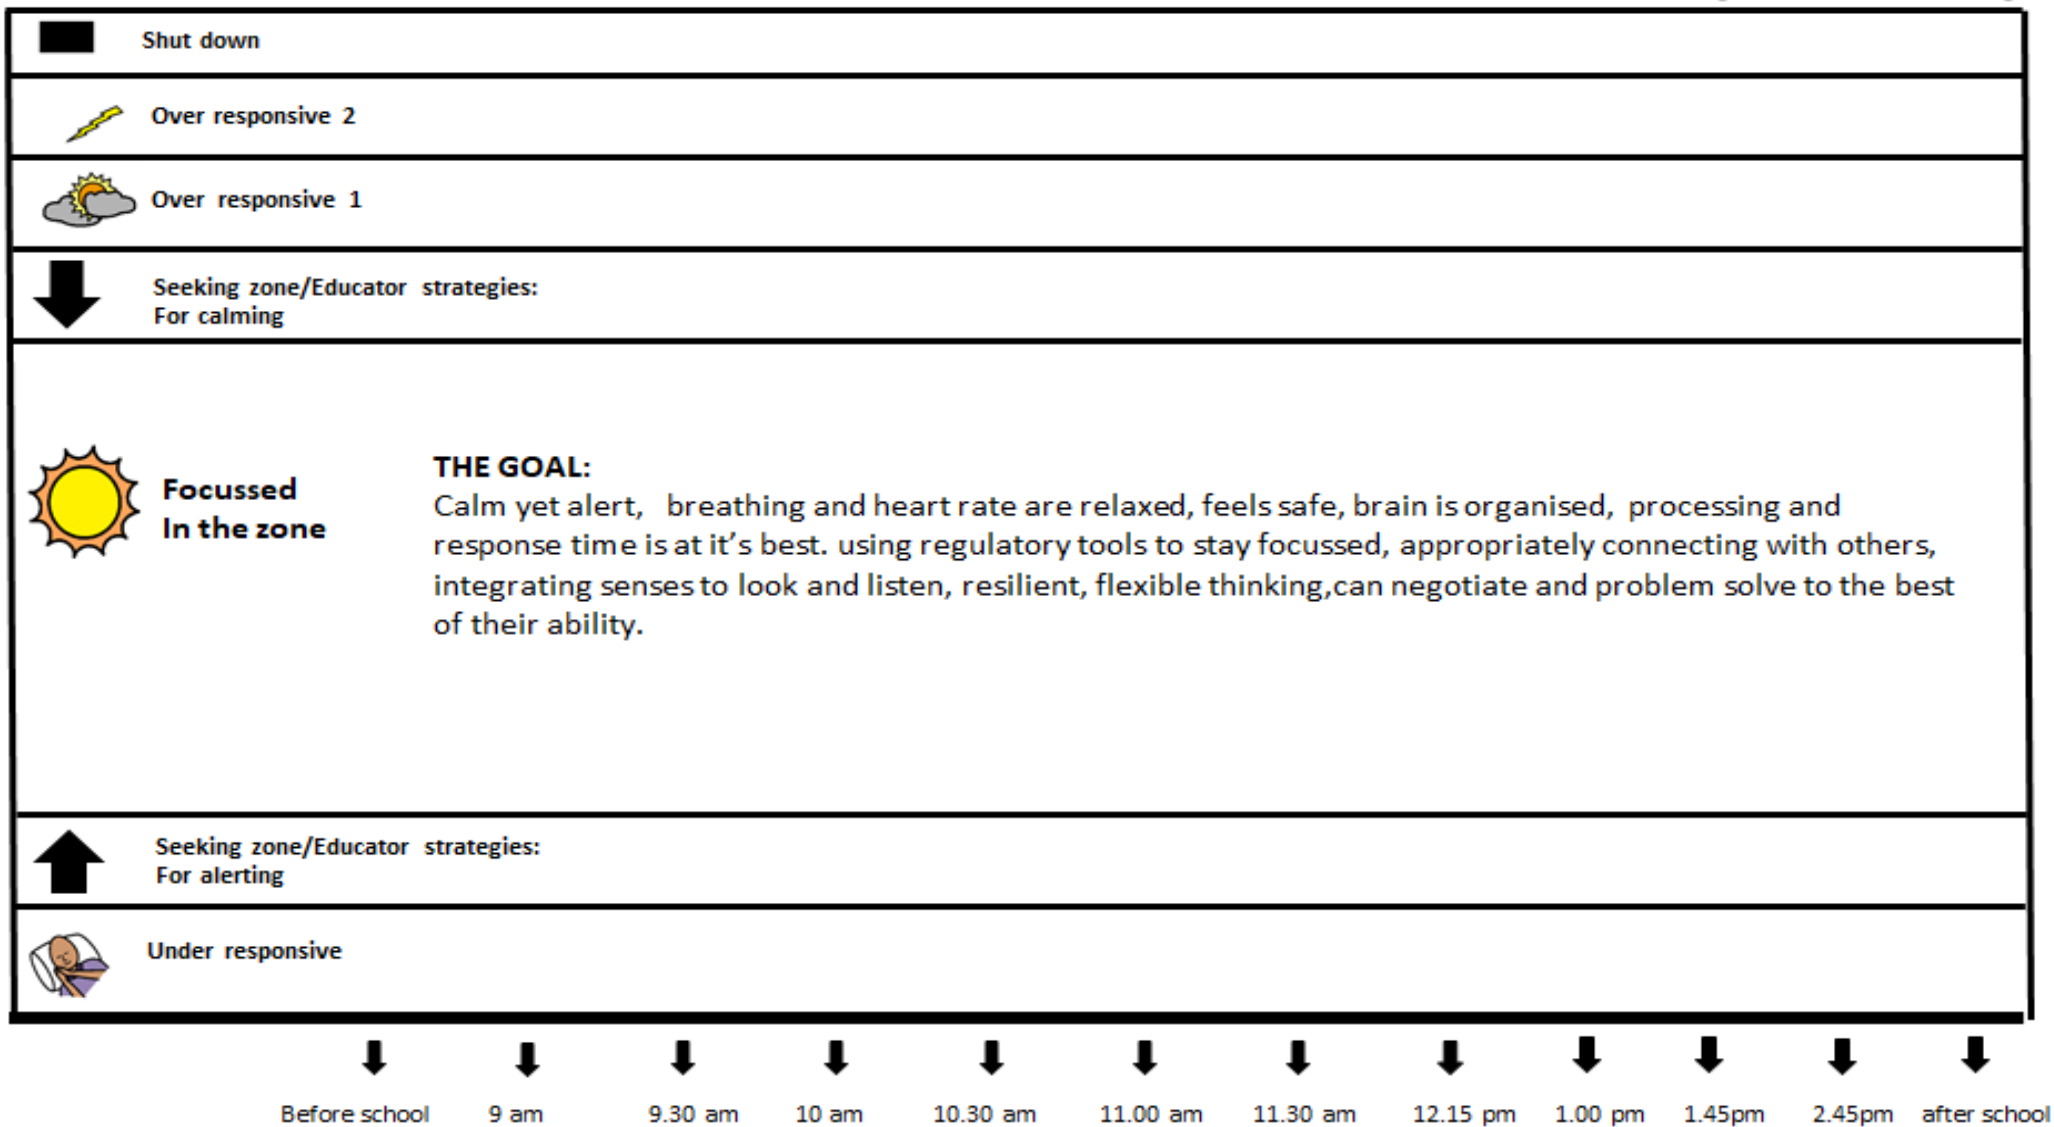 Shut down
Over responsive 2
Over responsive 1
Seeking zone/Educator strategies:
For calming
Focussed
In the zone
THE GOAL:
Calm yet alert, breathing and heart rate are relaxed, feels safe, brain is organised, processing and
response time is at it's best. using regulatory tools to stay focussed, appropriately connecting with others,
integrating senses to look and listen, resilient, flexible thinking,can negotiate and problem solve to the best
of their ability.
Seeking zone/Educator strategies:
For alerting
Under responsive
Before school 9 am 9.30 am 10 am 10.30 am 11.00 am 11.30 am 12.15 pm 1.00 pm 1.45pm 2.45pm after school